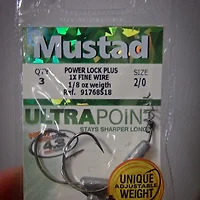 Mustad
QTY
3
POWER LOCK PLUS
1X FINE WIRE
1/8 oz weigth
Ref. 91768S18
SIZE
2/0
ULTRAPOINT
STAYS SHARPER LONGER
UNIQUE
ADJUSTABLE
WEIGHT